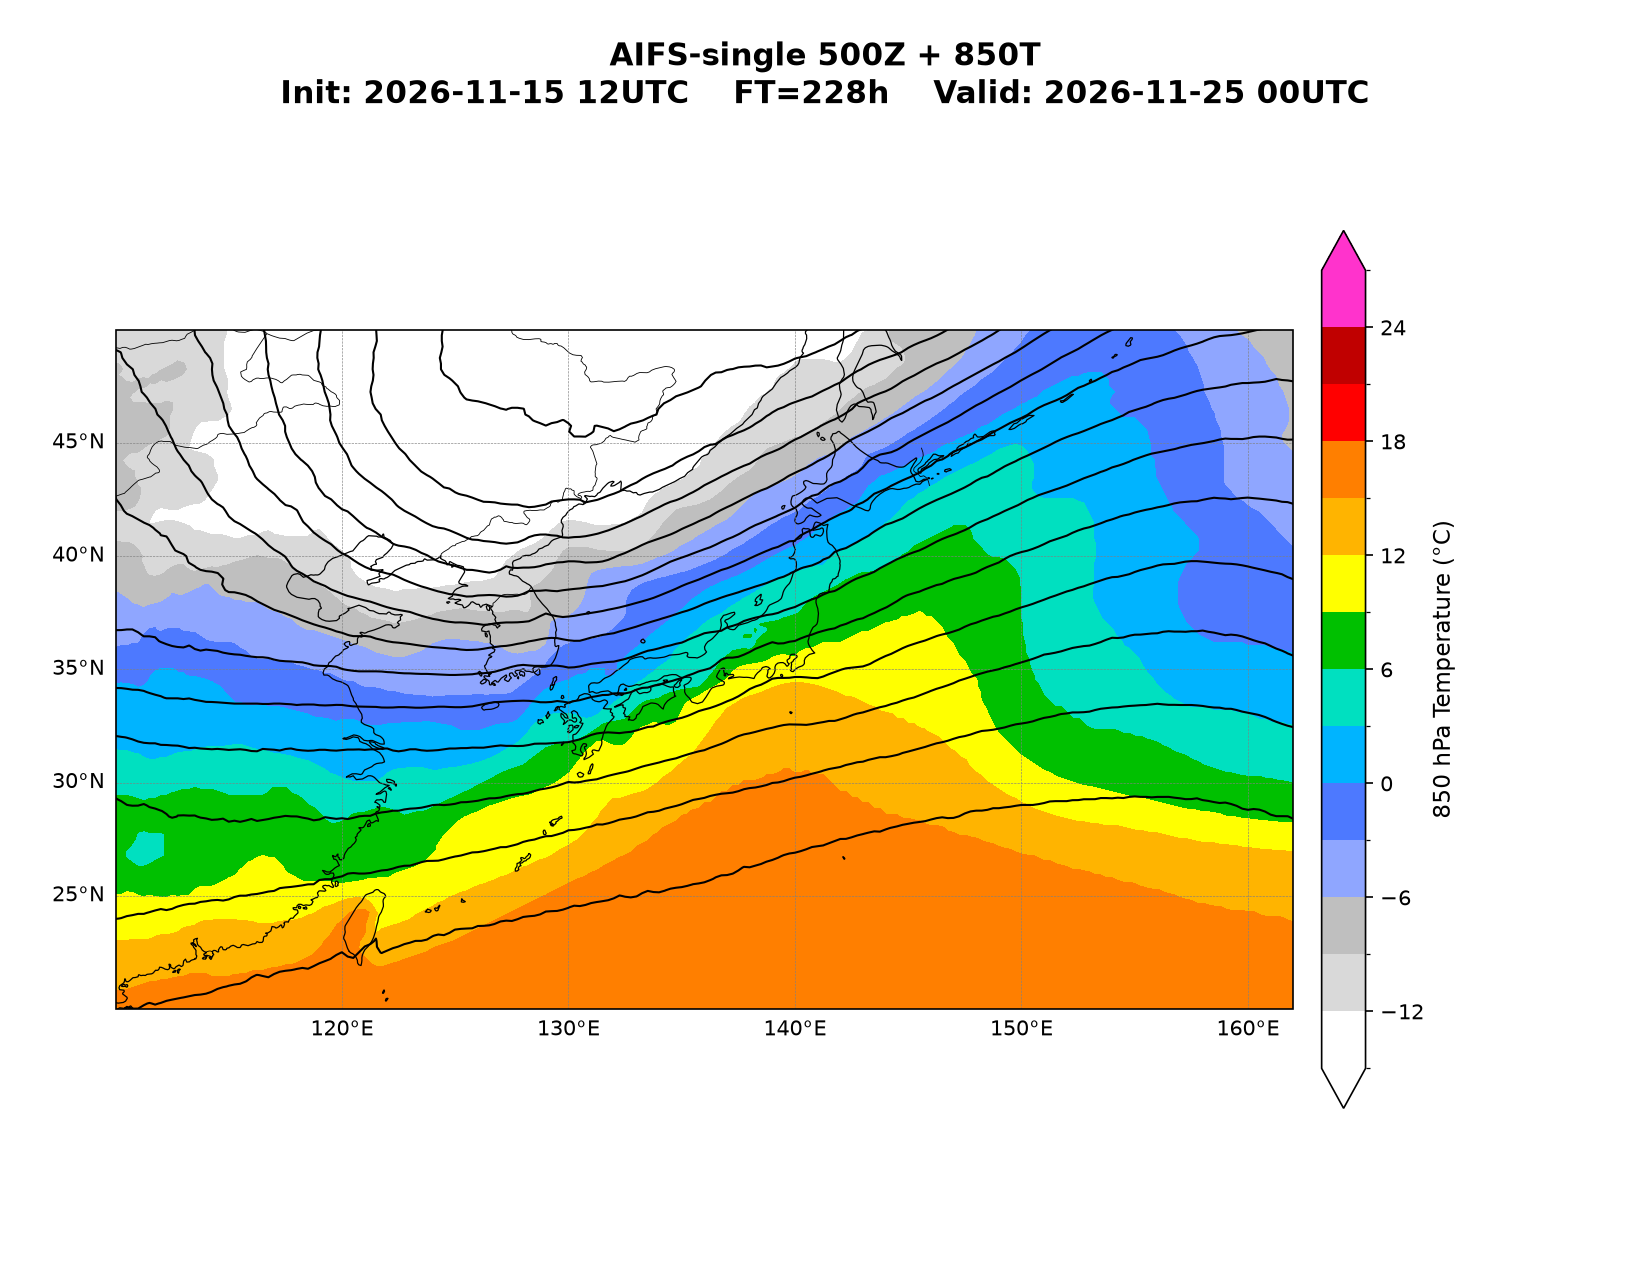 AIFS-single 500Z + 850T
Init: 2026-11-15 12UTC FT=228h Valid: 2026-11-25 00UTC
45°N
40°N
35°N
30°N
25°N
120°E
130°E
140°E
150°E
160°E
24
18
12
6
0
−6
−12
850 hPa Temperature (°C)